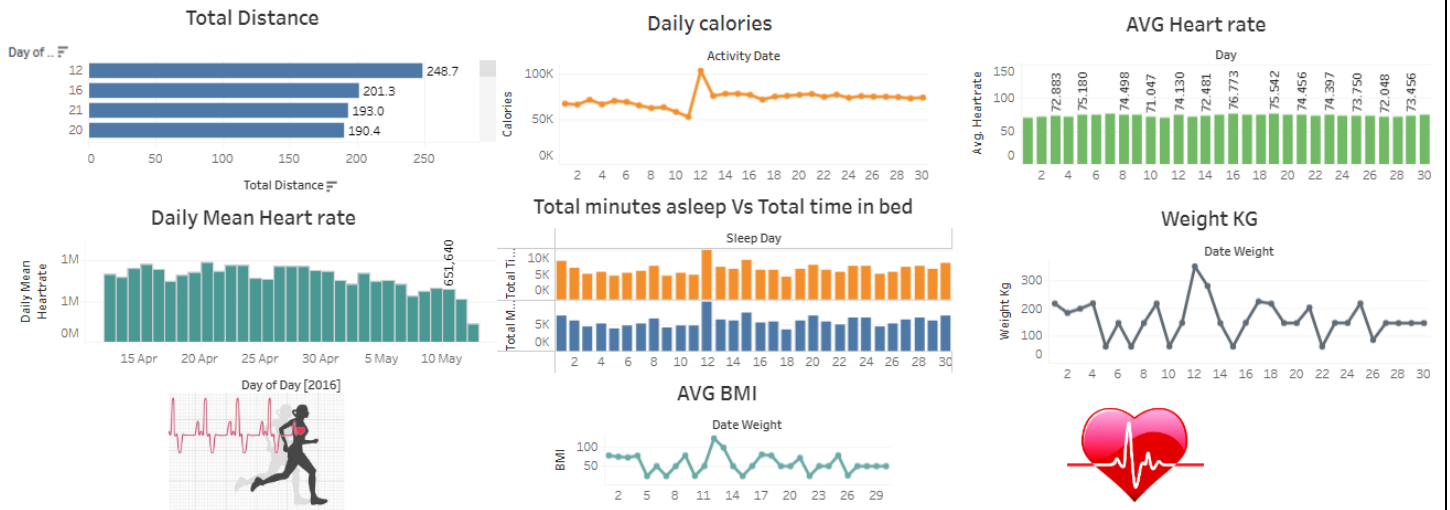 Total Distance
Day of ..
12
248.7
16
201.3
21
193.0
20
190.4
0 50 100 150 200 250
Total Distance
Daily calories
Activity Date
Calories
100K
50K
0K
2 4 6 8 10 12 14 16 18 20 22 24 26 28 30
AVG Heart rate
Day
Avg. Heartrate
150
100
50
0
72.883 75.180 74.498 71.047 74.130 72.481 76.773 75.542 74.456 74.397 73.750 72.048 73.456
2 4 6 8 10 12 14 16 18 20 22 24 26 28 30
Daily Mean Heart rate
Daily Mean
Heartrate
1M
1M
0M
651,640
15 Apr 20 Apr 25 Apr 30 Apr 5 May 10 May
Day of Day [2016]
Total minutes asleep Vs Total time in bed
Sleep Day
Total Ti...
10K
5K
0K
Total M...
5K
0K
0 2 4 6 8 10 12 14 16 18 20 22 24 26 28 30
Weight KG
Date Weight
Weight Kg
300
200
100
0
2 4 6 8 10 12 14 16 18 20 22 24 26 28 30
AVG BMI
Date Weight
BMI
100
50
2 5 8 11 14 17 20 23 26 29